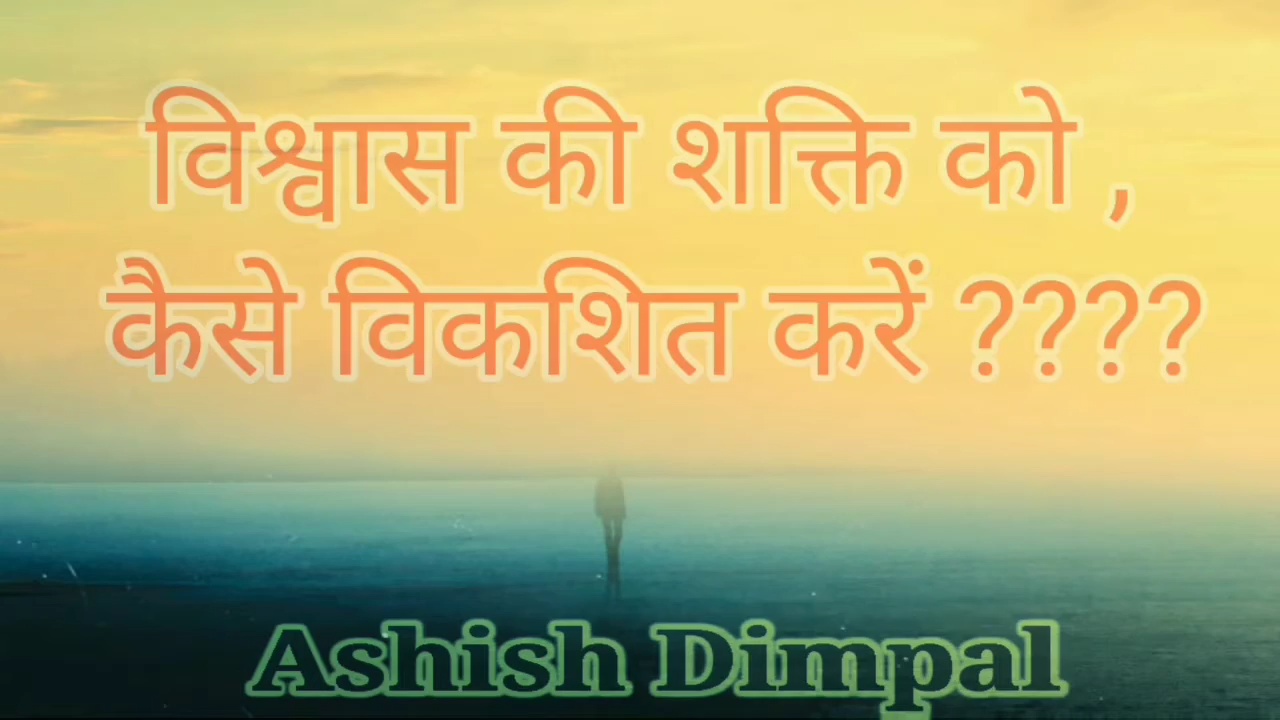 विश्वास की शक्ति को ,
कैसे विकशित करें ????
Ashish Dimpal